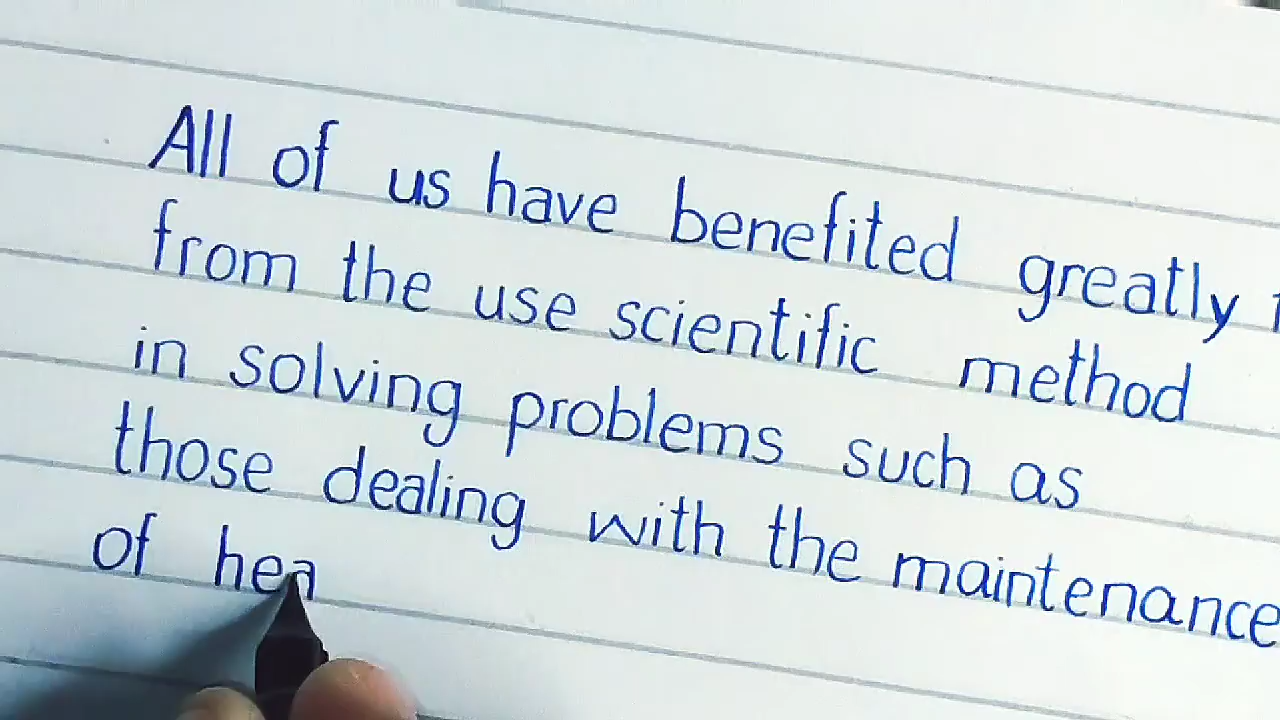 All of us have benefited greatly
from the use scientific method
in solving problems such as
those dealing with the maintenance
of hea